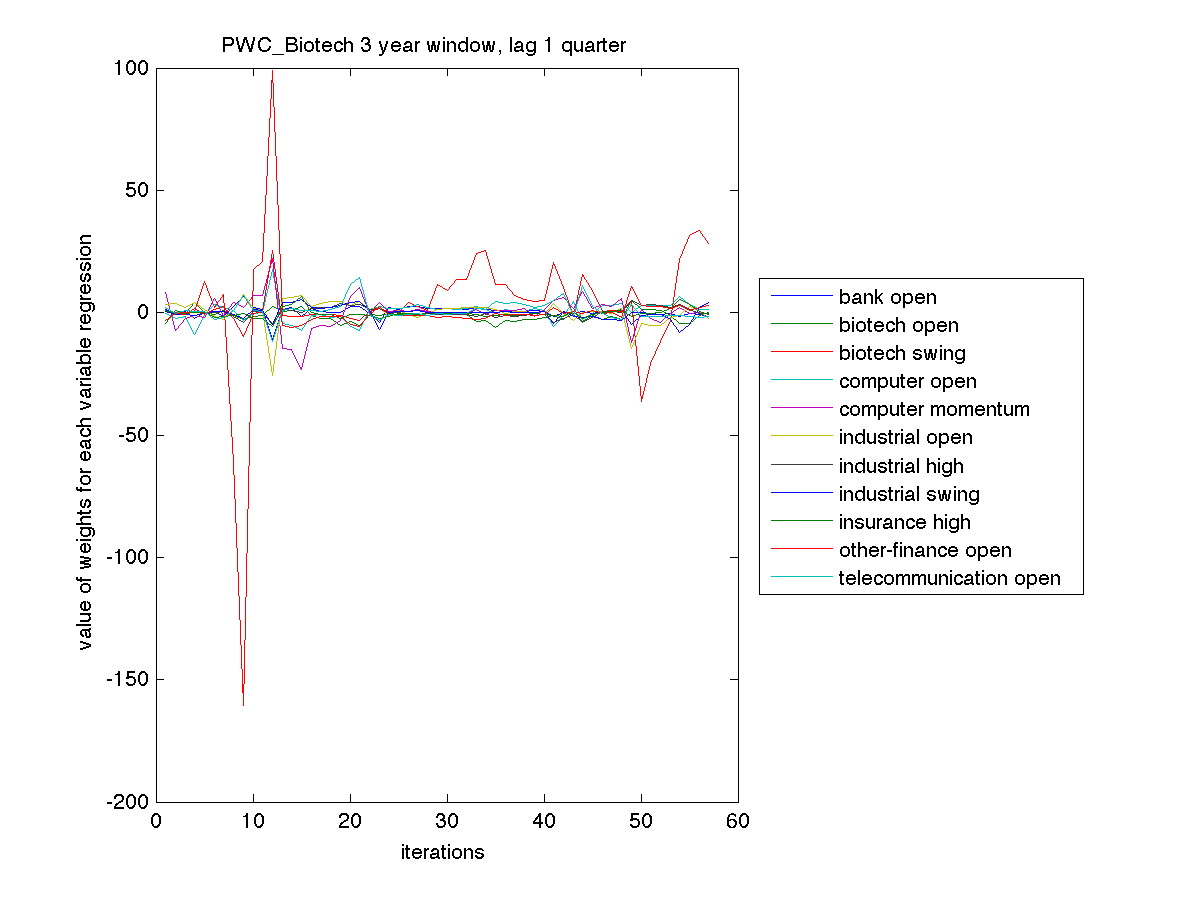 PWC_Biotech 3 year window, lag 1 quarter
value of weights for each variable regression
100
50
0
-50
-100
-150
-200
0 10 20 30 40 50 60
iterations
bank open
biotech open
biotech swing
computer open
computer momentum
industrial open
industrial high
industrial swing
insurance high
other-finance open
telecommunication open